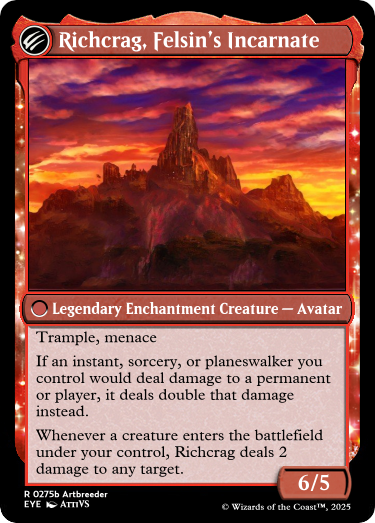 Richcrag, Felsin's Incarnate
Legendary Enchantment Creature — Avatar
Trample, menace
If an instant, sorcery, or planeswalker you
control would deal damage to a permanent
or player, it deals double that damage
instead.
Whenever a creature enters the battlefield
under your control, Richcrag deals 2
damage to any target.
6/5
R 0275b Artbreeder
EYE AttiVS
© Wizards of the Coast™, 2025